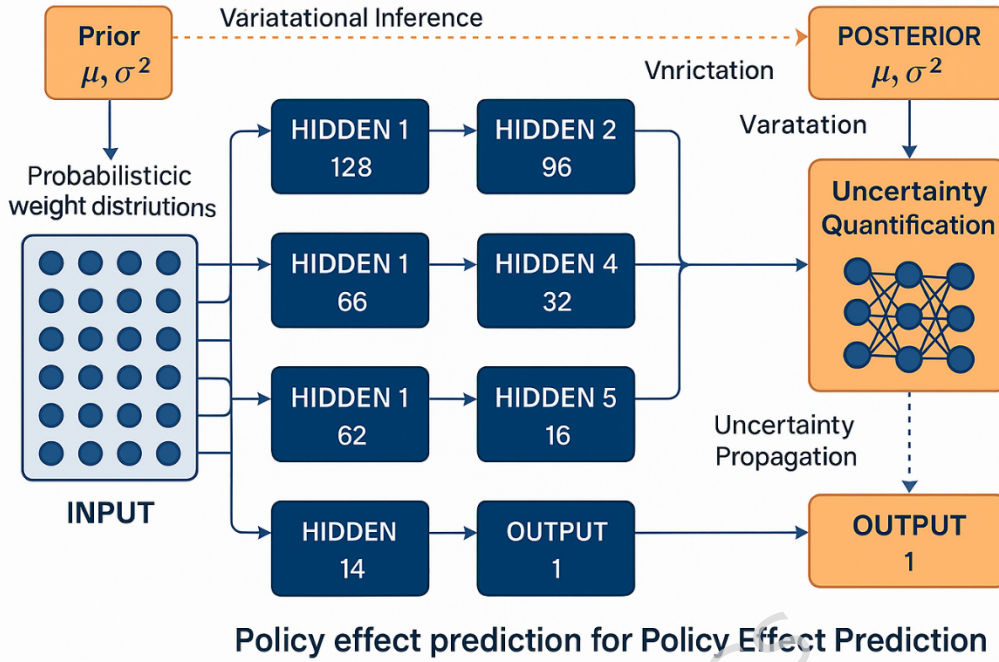 Variatational Inference
Prior
μ, σ²
POSTERIOR
μ, σ²
Vnrictation
Varatation
Probabilisticic
weight distriutions
HIDDEN 1
128
HIDDEN 2
96
Uncertainty
Quantification
HIDDEN 1
66
HIDDEN 4
32
HIDDEN 1
62
HIDDEN 5
16
Uncertainty
Propagation
INPUT
HIDDEN
14
OUTPUT
1
OUTPUT
1
Policy effect prediction for Policy Effect Prediction